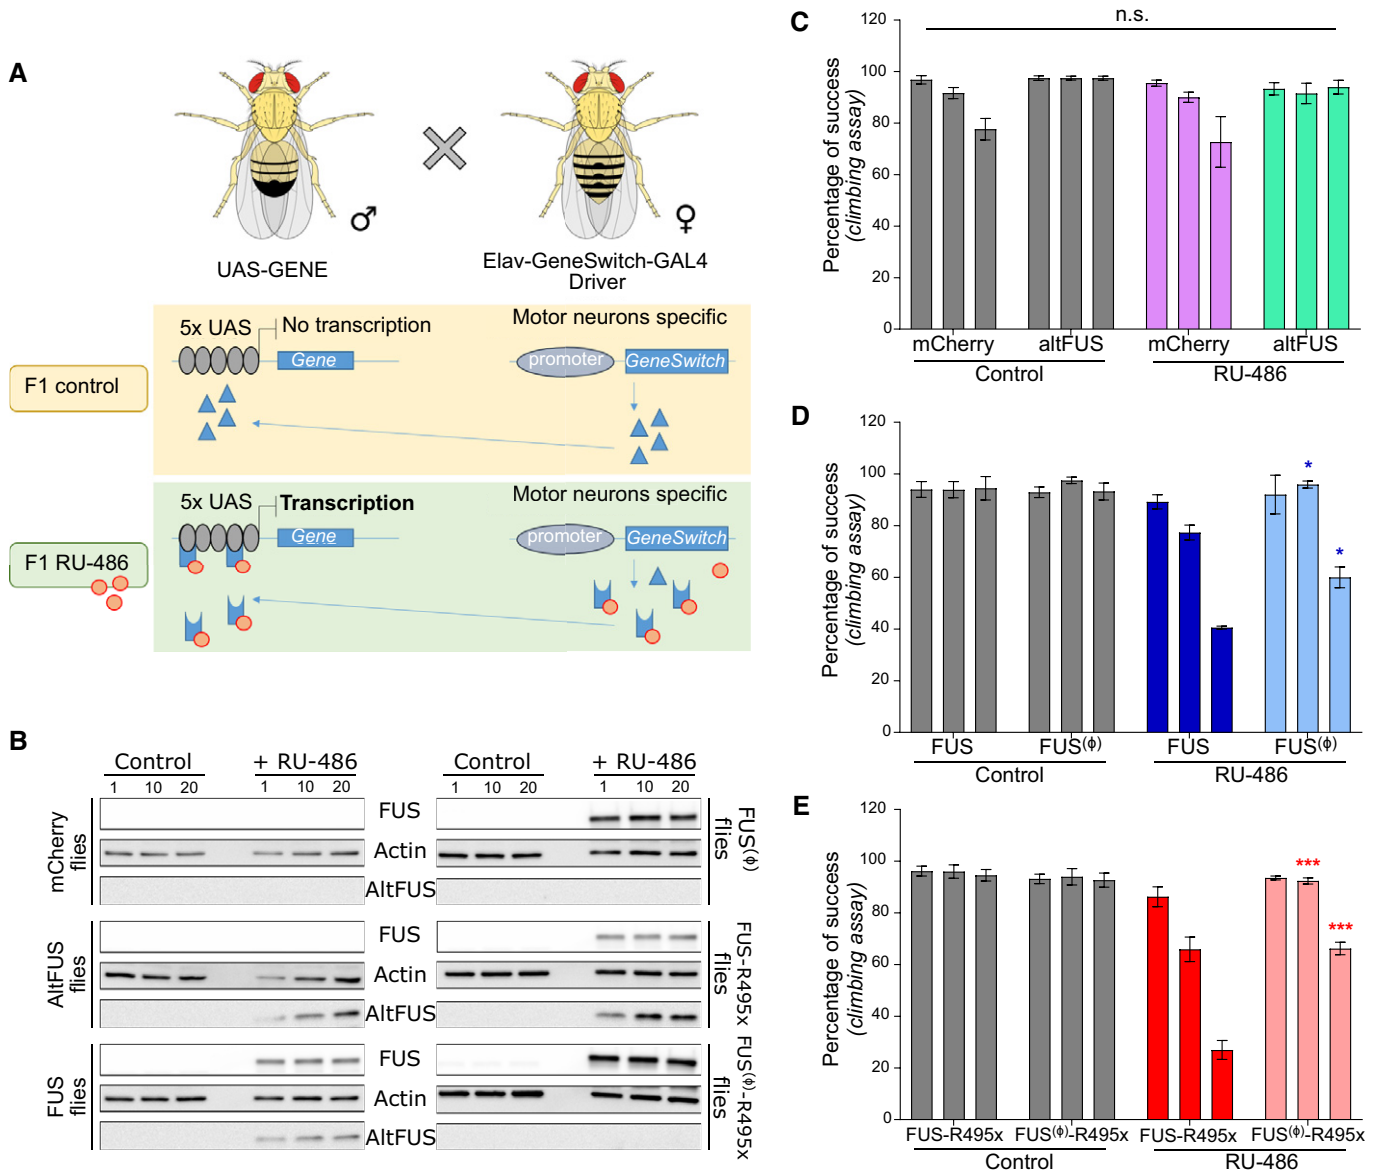 A
♂
♀
UAS-GENE
Elav-GeneSwitch-GAL4
Driver
F1 control
5x UAS
No transcription
Gene
Motor neurons specific
promoter
GeneSwitch
F1 RU-486
5x UAS
Transcription
Gene
Motor neurons specific
promoter
GeneSwitch
B
Control
+ RU-486
Control
+ RU-486
1 10 20
1 10 20
1 10 20
1 10 20
mCherry
flies
FUS
Actin
AltFUS
FUS(ϕ)
flies
AltFUS
flies
FUS
Actin
AltFUS
FUS-R495x
flies
FUS
flies
FUS
Actin
AltFUS
FUS(ϕ)-R495x
flies
C
n.s.
Percentage of success
(climbing assay)
120
100
80
60
40
20
0
mCherry
altFUS
mCherry
altFUS
Control
RU-486
D
Percentage of success
(climbing assay)
120
100
80
60
40
20
0
*
*
FUS
FUS(ϕ)
FUS
FUS(ϕ)
Control
RU-486
E
Percentage of success
(climbing assay)
120
100
80
60
40
20
0
***
***
FUS-R495x
FUS(ϕ)-R495x
FUS-R495x
FUS(ϕ)-R495x
Control
RU-486